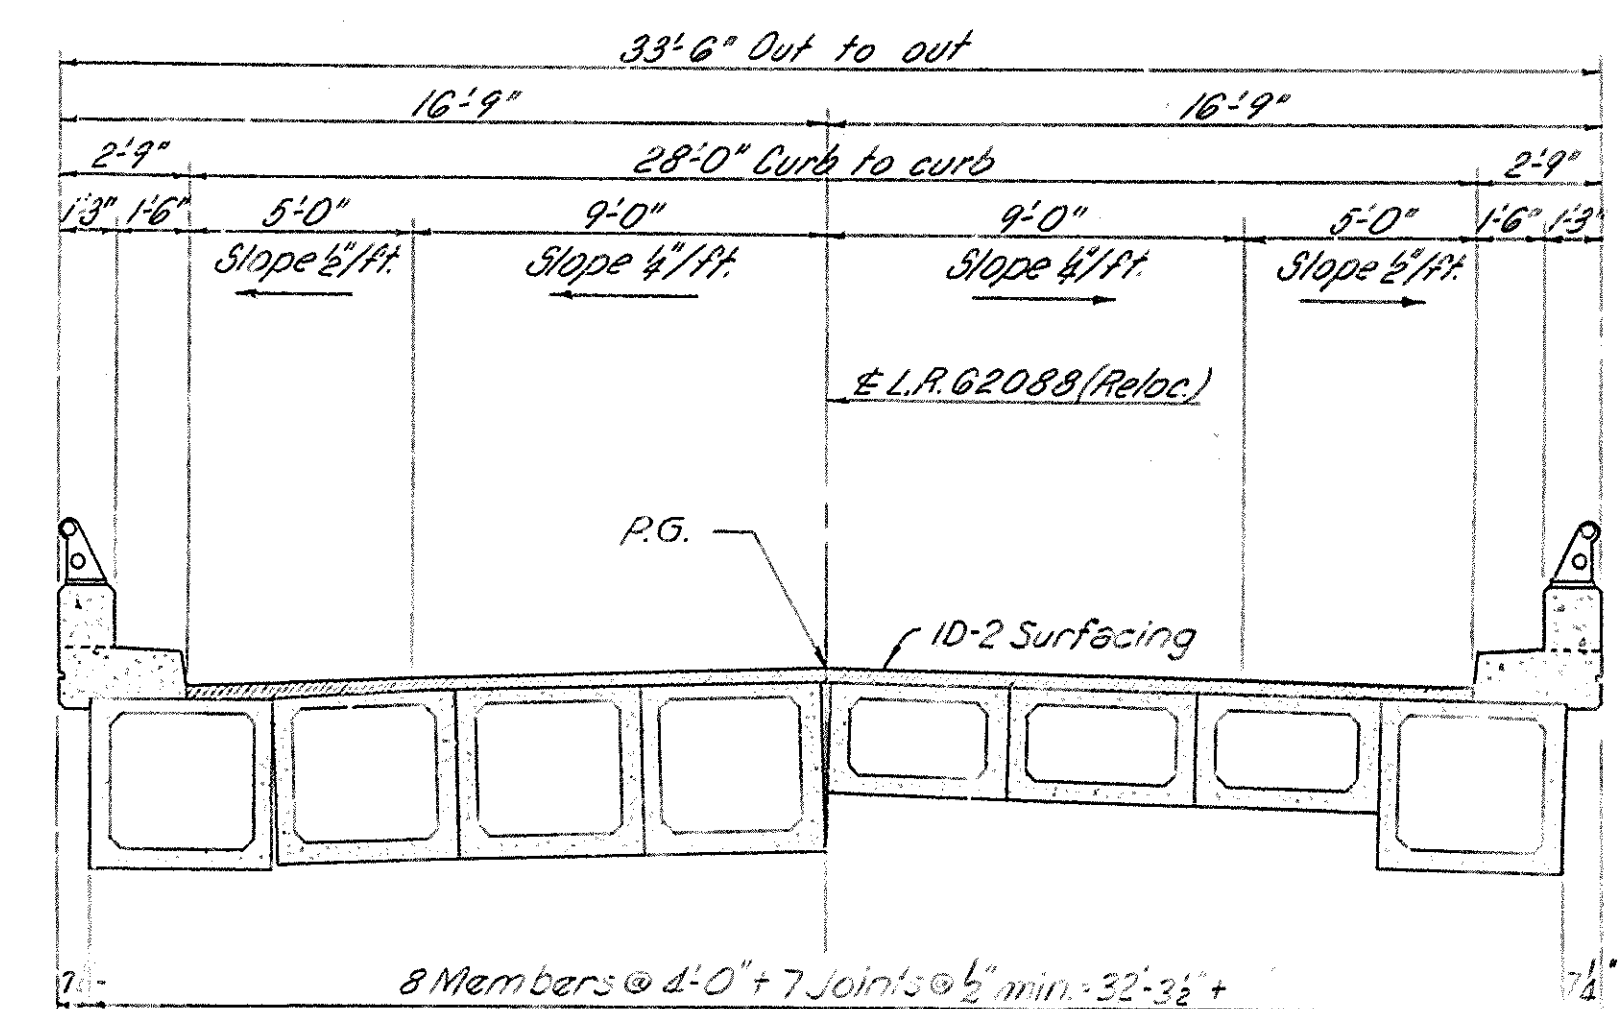 33'-6" Out to out
16'-9" 16'-9"
2'-9" 28'-0" Curb to curb 2'-9"
1'-3" 1'-6" 5'-0" 9'-0" 9'-0" 5'-0" 1'-6" 1'-3"
Slope ½"/ft. Slope ¼"/ft. Slope ¼"/ft. Slope ½"/ft.
℄ L.R. 62088 (Reloc.)
P.G.
ID-2 Surfacing
8 Members @ 4'-0" + 7 Joints @ ½" min. = 32'-3½" ± 7¼"